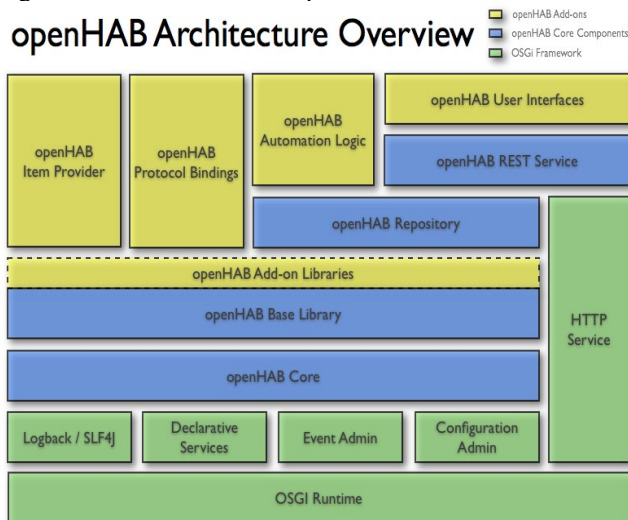 openHAB Architecture Overview
openHAB Add-ons
openHAB Core Components
OSGi Framework
openHAB
Item Provider
openHAB
Protocol Bindings
openHAB
Automation Logic
openHAB User Interfaces
openHAB REST Service
openHAB Repository
openHAB Add-on Libraries
openHAB Base Library
HTTP
Service
openHAB Core
Logback / SLF4J
Declarative
Services
Event Admin
Configuration
Admin
OSGI Runtime